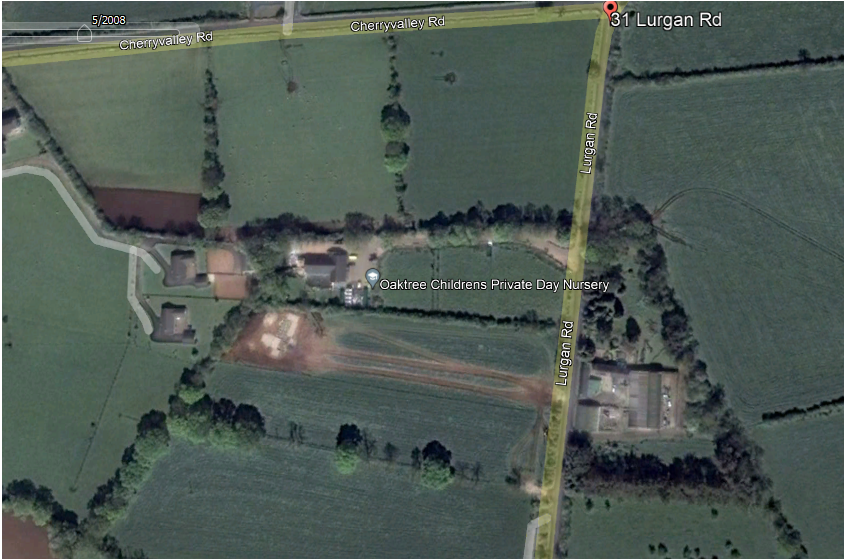 5/2008
Cherryvalley Rd
Cherryvalley Rd
31 Lurgan Rd
Lurgan Rd
Oaktree Childrens Private Day Nursery
Lurgan Rd